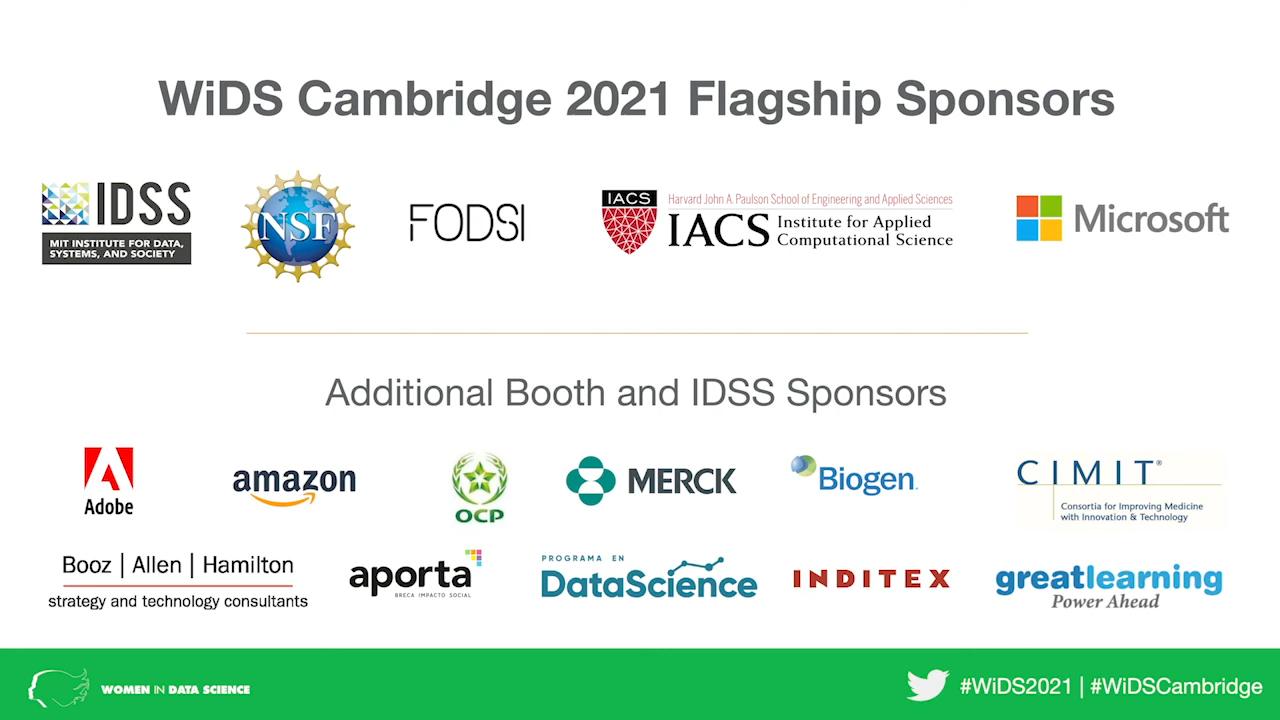 WiDS Cambridge 2021 Flagship Sponsors
IDSS
MIT INSTITUTE FOR DATA,
SYSTEMS, AND SOCIETY
NSF
FODSI
IACS
Harvard John A. Paulson School of Engineering and Applied Sciences
IACS
Institute for Applied
Computational Science
Microsoft
Additional Booth and IDSS Sponsors
Adobe
amazon
OCP
MERCK
Biogen.
CIMIT®
Consortia for Improving Medicine
with Innovation & Technology
Booz | Allen | Hamilton
strategy and technology consultants
aporta
BRECA IMPACTO SOCIAL
PROGRAMA EN
DataScience
INDITEX
greatlearning
Power Ahead
WOMEN IN DATA SCIENCE
#WiDS2021 | #WiDSCambridge